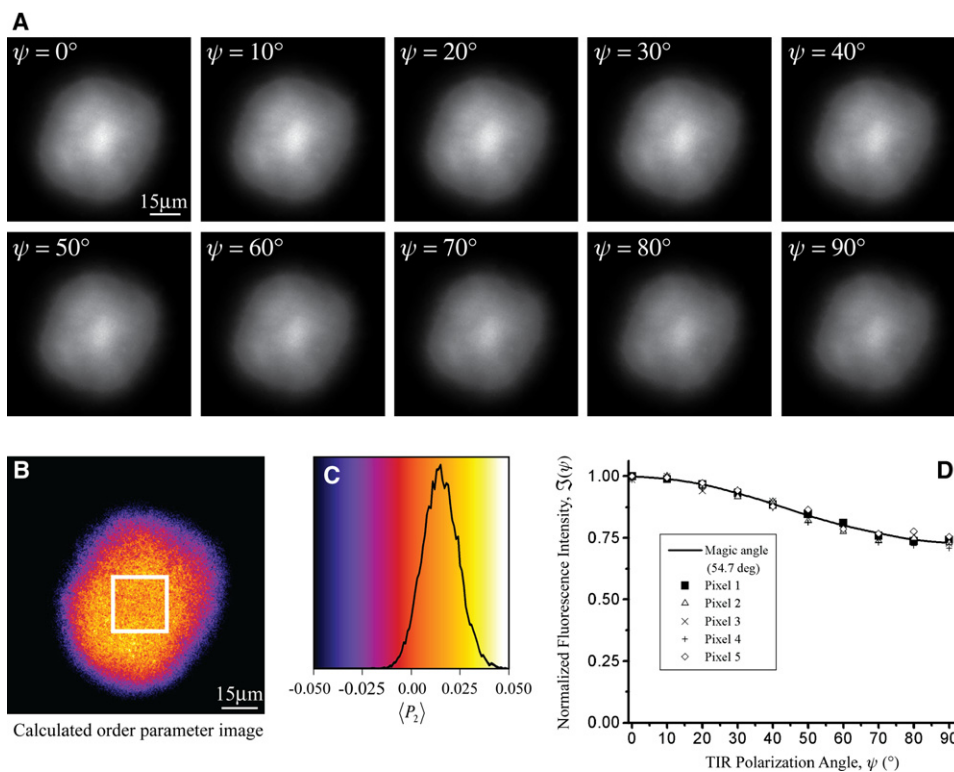 A
ψ = 0°
ψ = 10°
ψ = 20°
ψ = 30°
ψ = 40°
15μm
ψ = 50°
ψ = 60°
ψ = 70°
ψ = 80°
ψ = 90°
B
15μm
Calculated order parameter image
C
-0.050 -0.025 0.00 0.025 0.050
⟨P₂⟩
D
Normalized Fluorescence Intensity, ℑ(ψ)
1.00
0.75
0.50
0.25
0.00
Magic angle
(54.7 deg)
Pixel 1
Pixel 2
Pixel 3
Pixel 4
Pixel 5
0 10 20 30 40 50 60 70 80 90
TIR Polarization Angle, ψ (°)